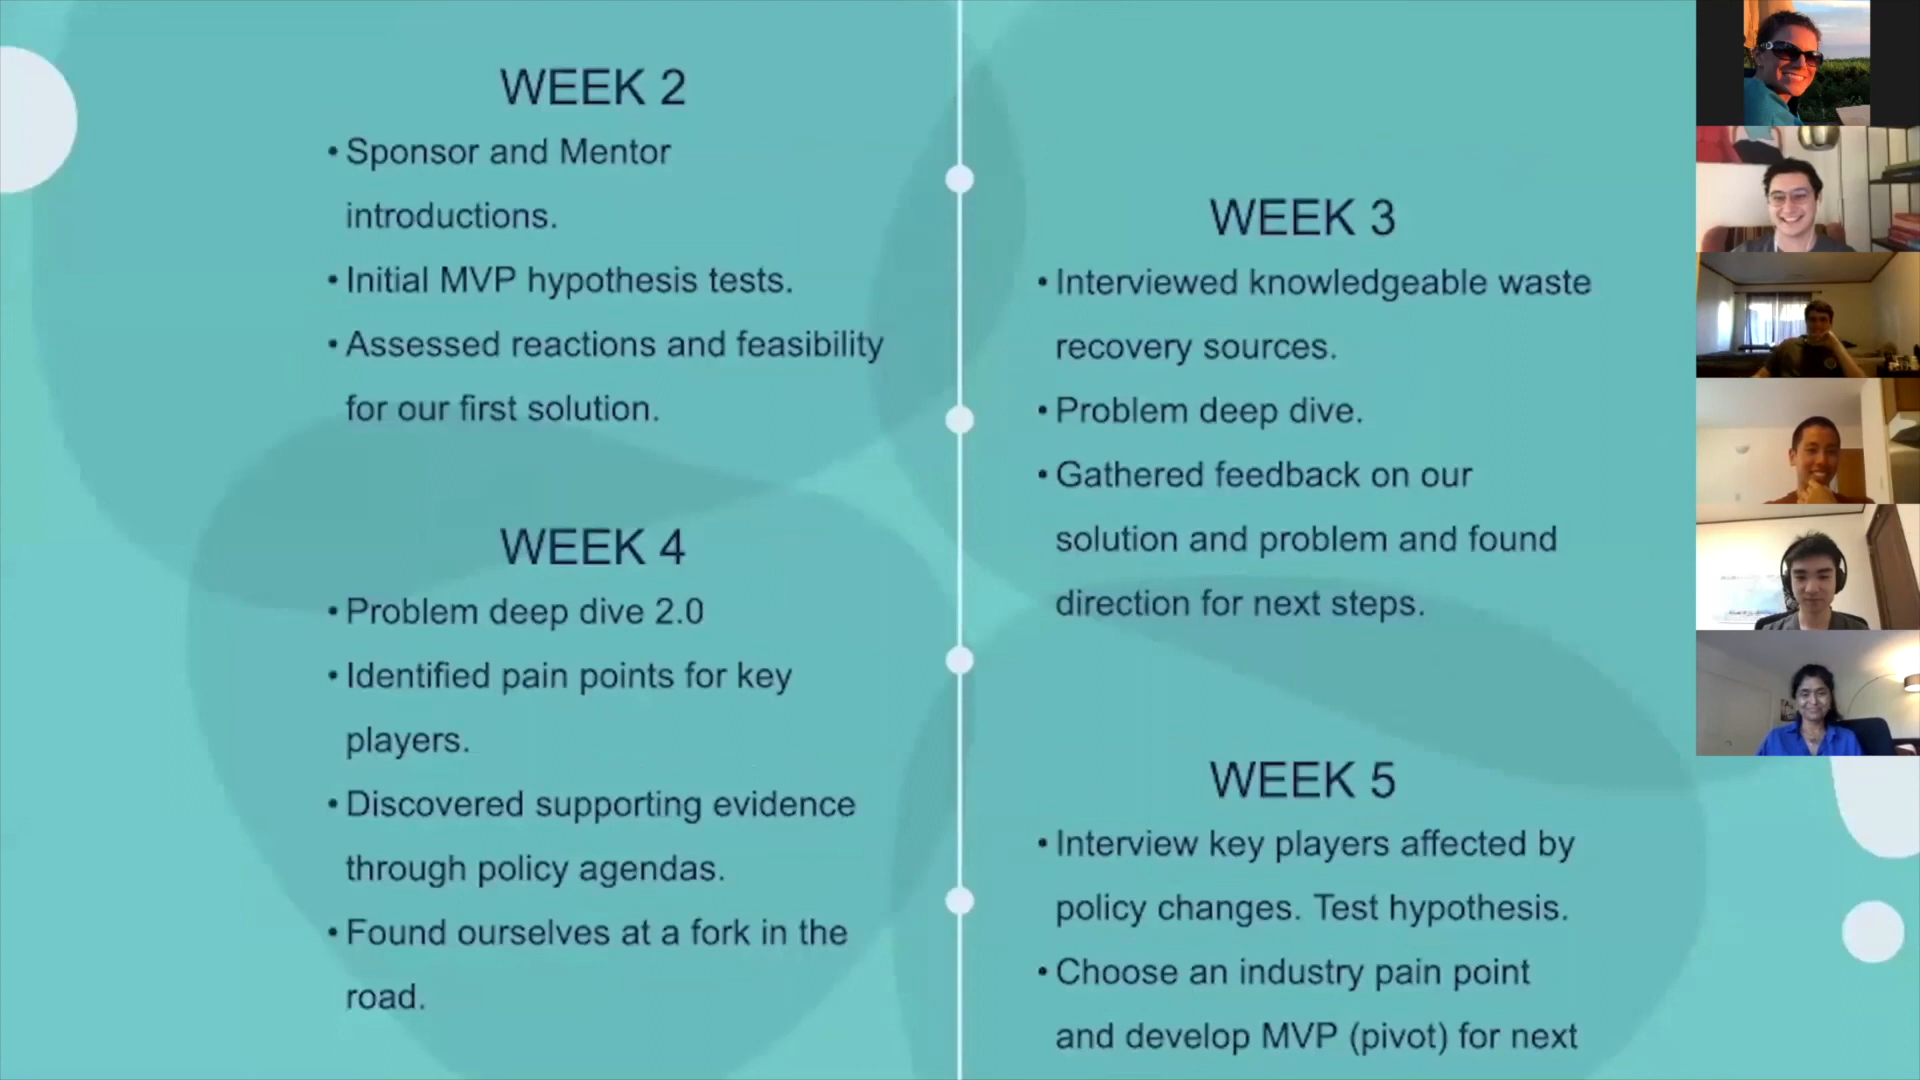 WEEK 2
• Sponsor and Mentor
introductions.
• Initial MVP hypothesis tests.
• Assessed reactions and feasibility
for our first solution.
WEEK 3
• Interviewed knowledgeable waste
recovery sources.
• Problem deep dive.
• Gathered feedback on our
solution and problem and found
direction for next steps.
WEEK 4
• Problem deep dive 2.0
• Identified pain points for key
players.
• Discovered supporting evidence
through policy agendas.
• Found ourselves at a fork in the
road.
WEEK 5
• Interview key players affected by
policy changes. Test hypothesis.
• Choose an industry pain point
and develop MVP (pivot) for next